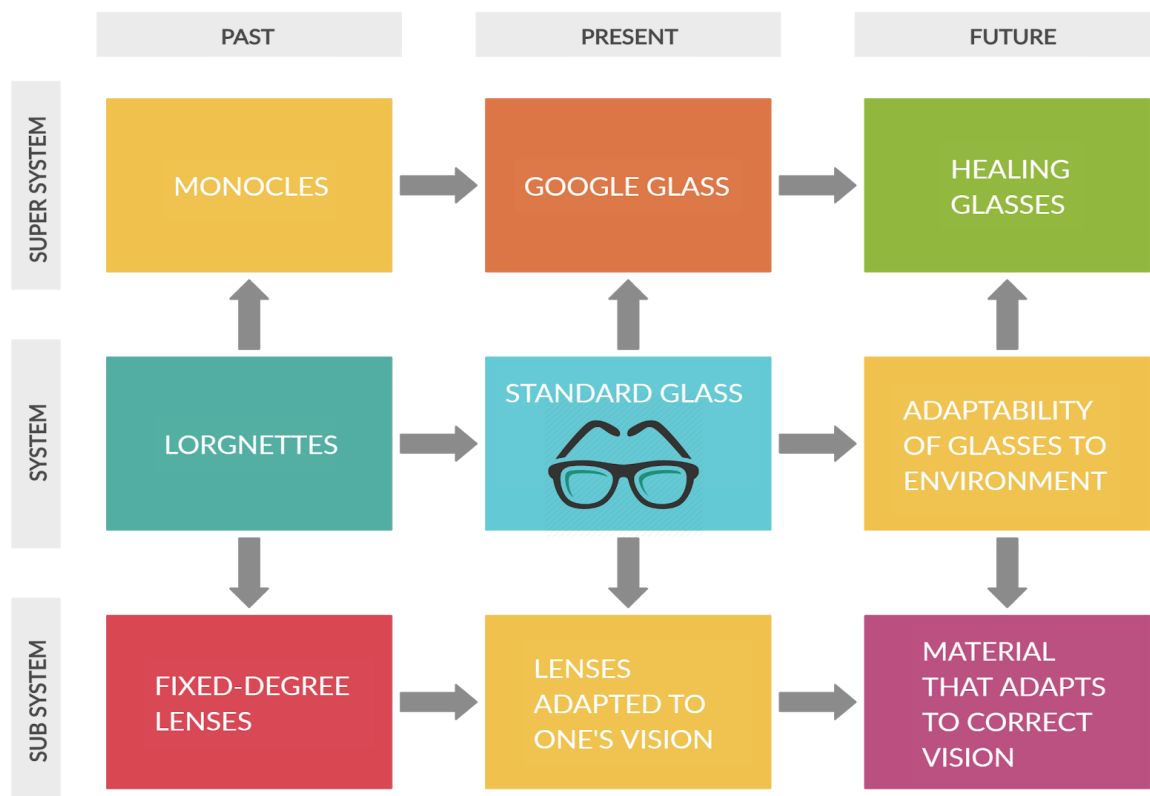 PAST
PRESENT
FUTURE
SUPER SYSTEM
MONOCLES
GOOGLE GLASS
HEALING
GLASSES
SYSTEM
LORGNETTES
STANDARD GLASS
ADAPTABILITY
OF GLASSES TO
ENVIRONMENT
SUB SYSTEM
FIXED-DEGREE
LENSES
LENSES
ADAPTED TO
ONE'S VISION
MATERIAL
THAT ADAPTS
TO CORRECT
VISION